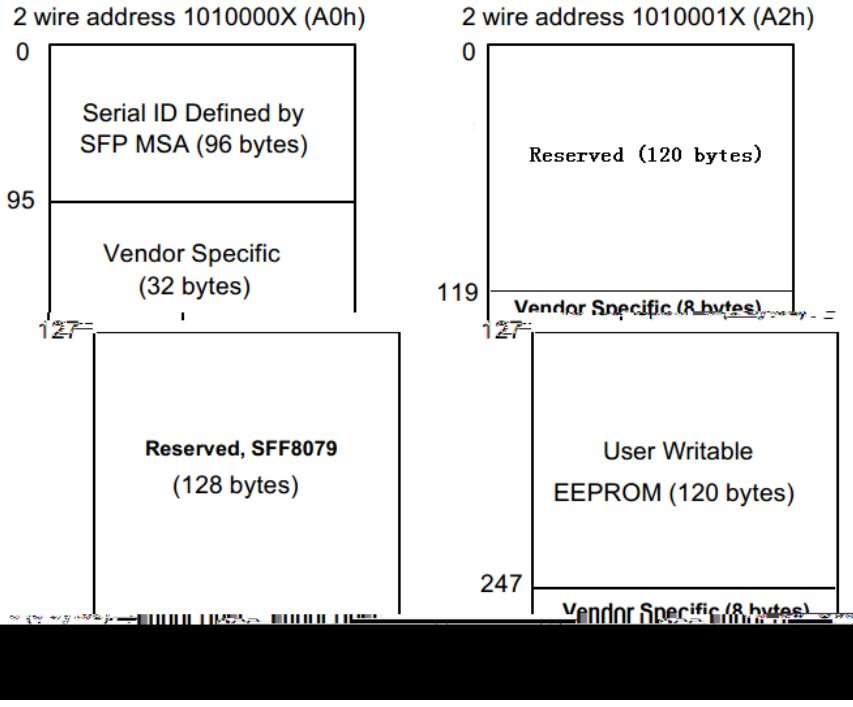 2 wire address 1010000X (A0h)
2 wire address 1010001X (A2h)
0
Serial ID Defined by
SFP MSA (96 bytes)
95
Vendor Specific
(32 bytes)
127
0
Reserved (120 bytes)
119
Vendor Specific (8 bytes)
127
Reserved, SFF8079
(128 bytes)
User Writable
EEPROM (120 bytes)
247
Vendor Specific (8 bytes)